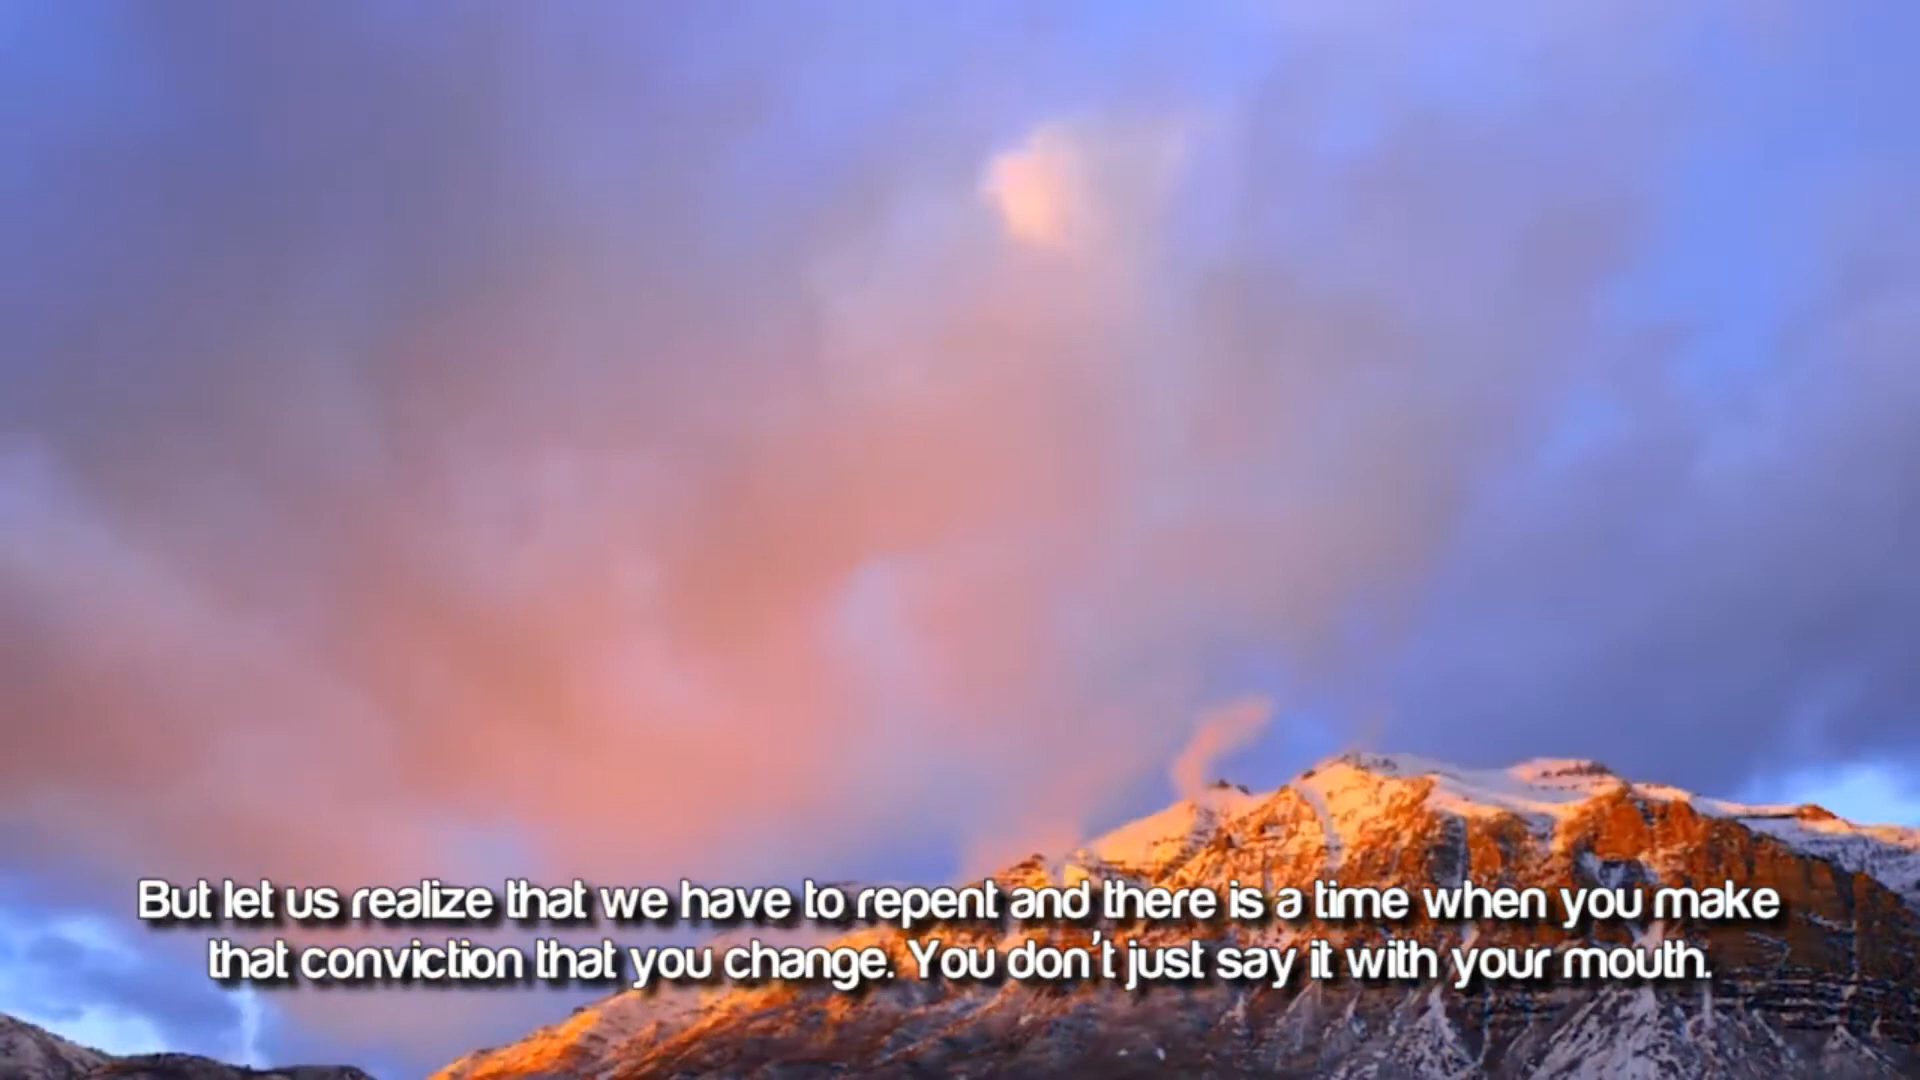 But let us realize that we have to repent and there is a time when you make
that conviction that you change. You don't just say it with your mouth.